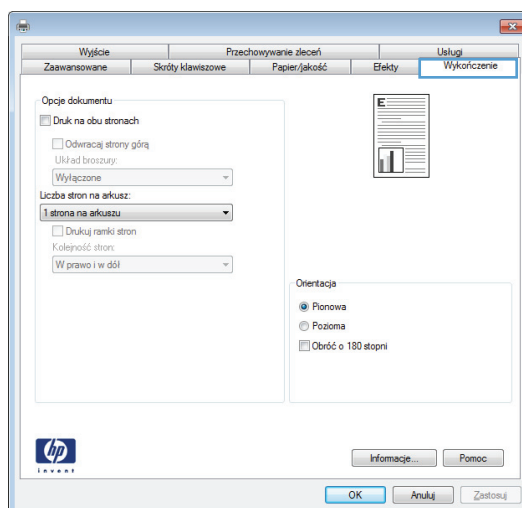 Wyjście
Przechowywanie zleceń
Usługi
Zaawansowane
Skróty klawiszowe
Papier/jakość
Efekty
Wykończenie
Opcje dokumentu
Druk na obu stronach
Odwracaj strony górą
Układ broszury:
Wyłączone
Liczba stron na arkusz:
1 strona na arkuszu
Drukuj ramki stron
Kolejność stron:
W prawo i w dół
E
Orientacja
Pionowa
Pozioma
Obróć o 180 stopni
hp
invent
Informacje...
Pomoc
OK
Anuluj
Zastosuj